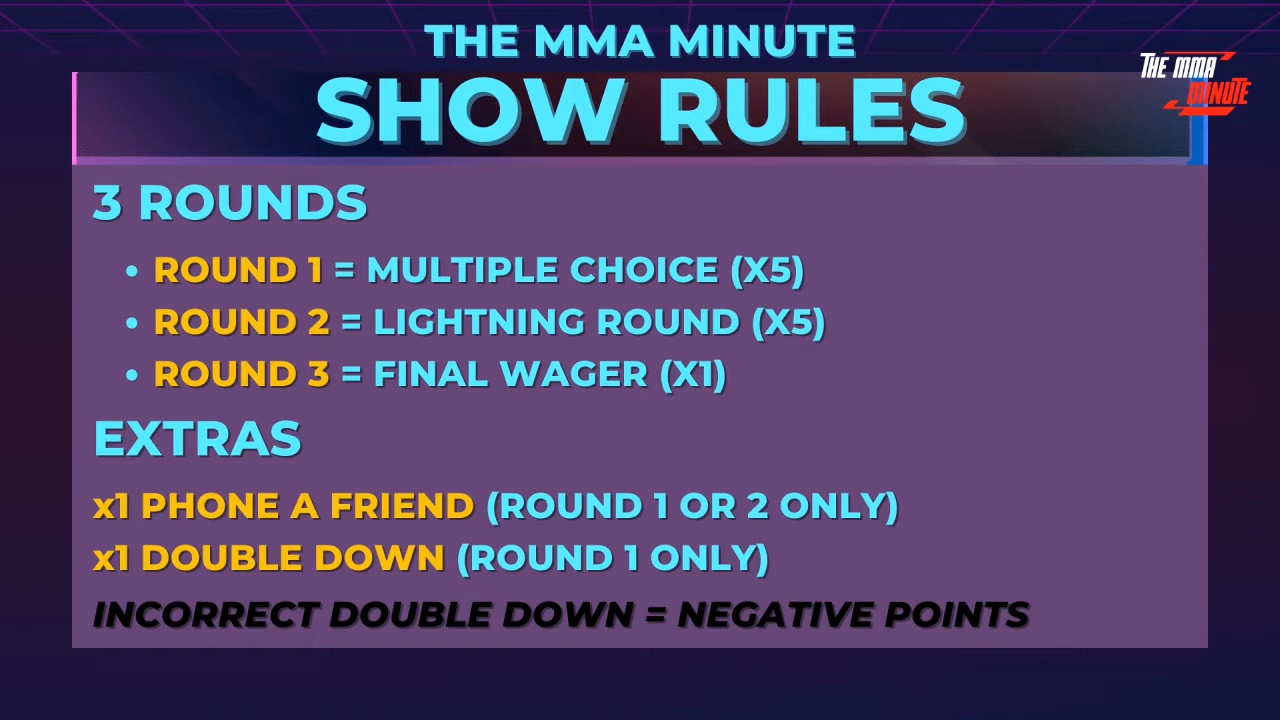 THE MMA MINUTE
SHOW RULES
THE MMA
MINUTE
3 ROUNDS
• ROUND 1 = MULTIPLE CHOICE (X5)
• ROUND 2 = LIGHTNING ROUND (X5)
• ROUND 3 = FINAL WAGER (X1)
EXTRAS
x1 PHONE A FRIEND (ROUND 1 OR 2 ONLY)
x1 DOUBLE DOWN (ROUND 1 ONLY)
INCORRECT DOUBLE DOWN = NEGATIVE POINTS